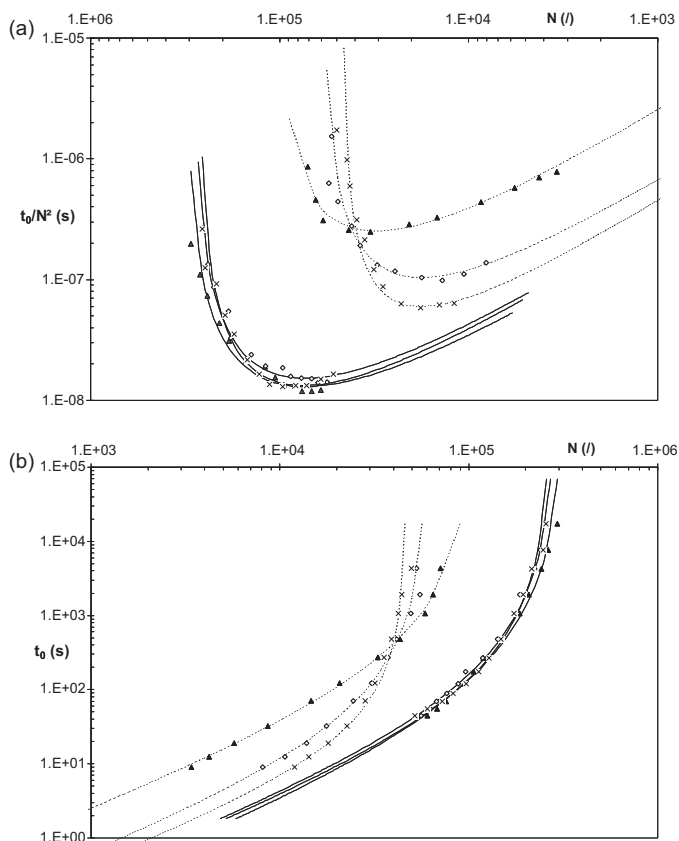 (a)
1.E+06 1.E+05 1.E+04 N (/) 1.E+03
1.E-05
1.E-06
t₀/N² (s)
1.E-07
1.E-08
(b)
1.E+03 1.E+04 1.E+05 N (/) 1.E+06
1.E+05
1.E+04
1.E+03
t₀ (s)
1.E+02
1.E+01
1.E+00